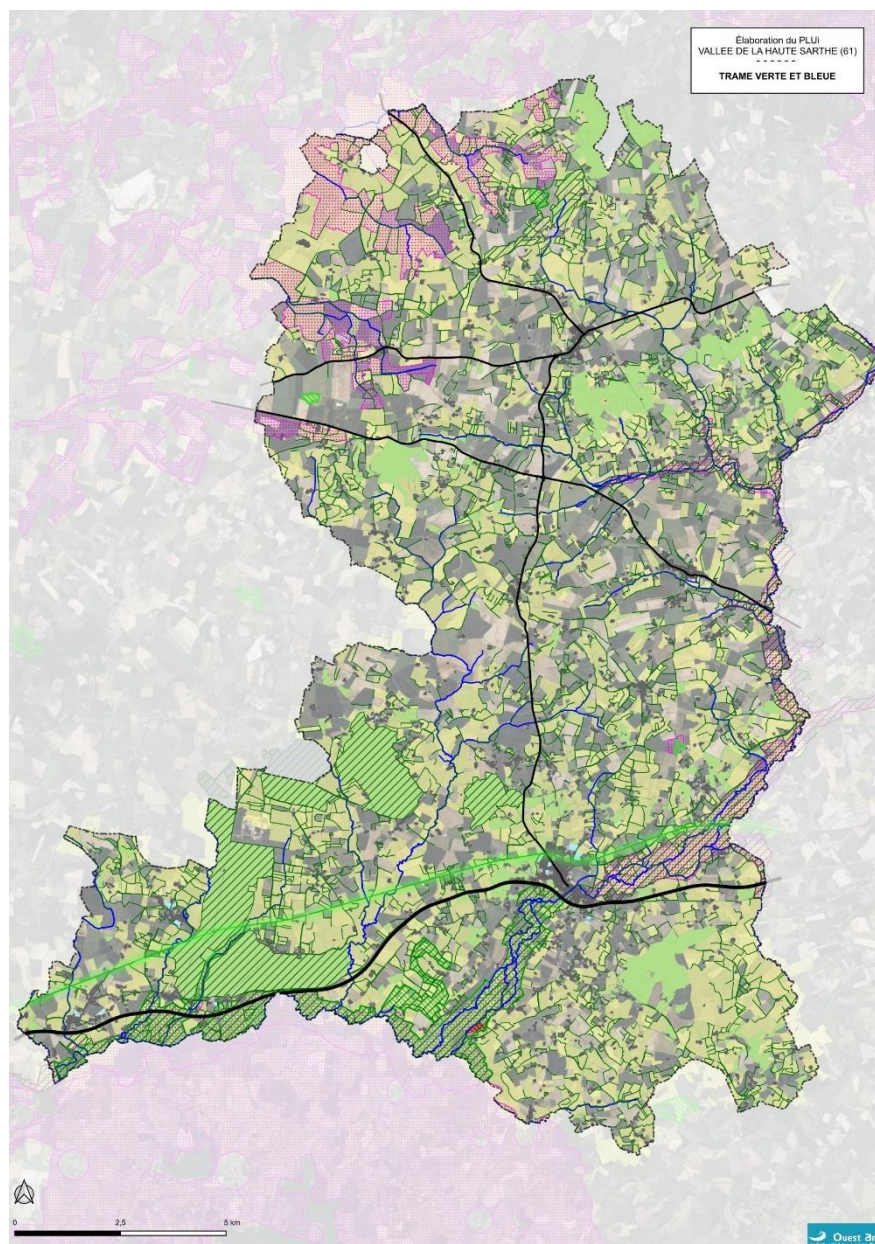 Élaboration du PLUi
VALLEE DE LA HAUTE SARTHE (61)
------
TRAME VERTE ET BLEUE
0 2,5 5 km
Ouest am